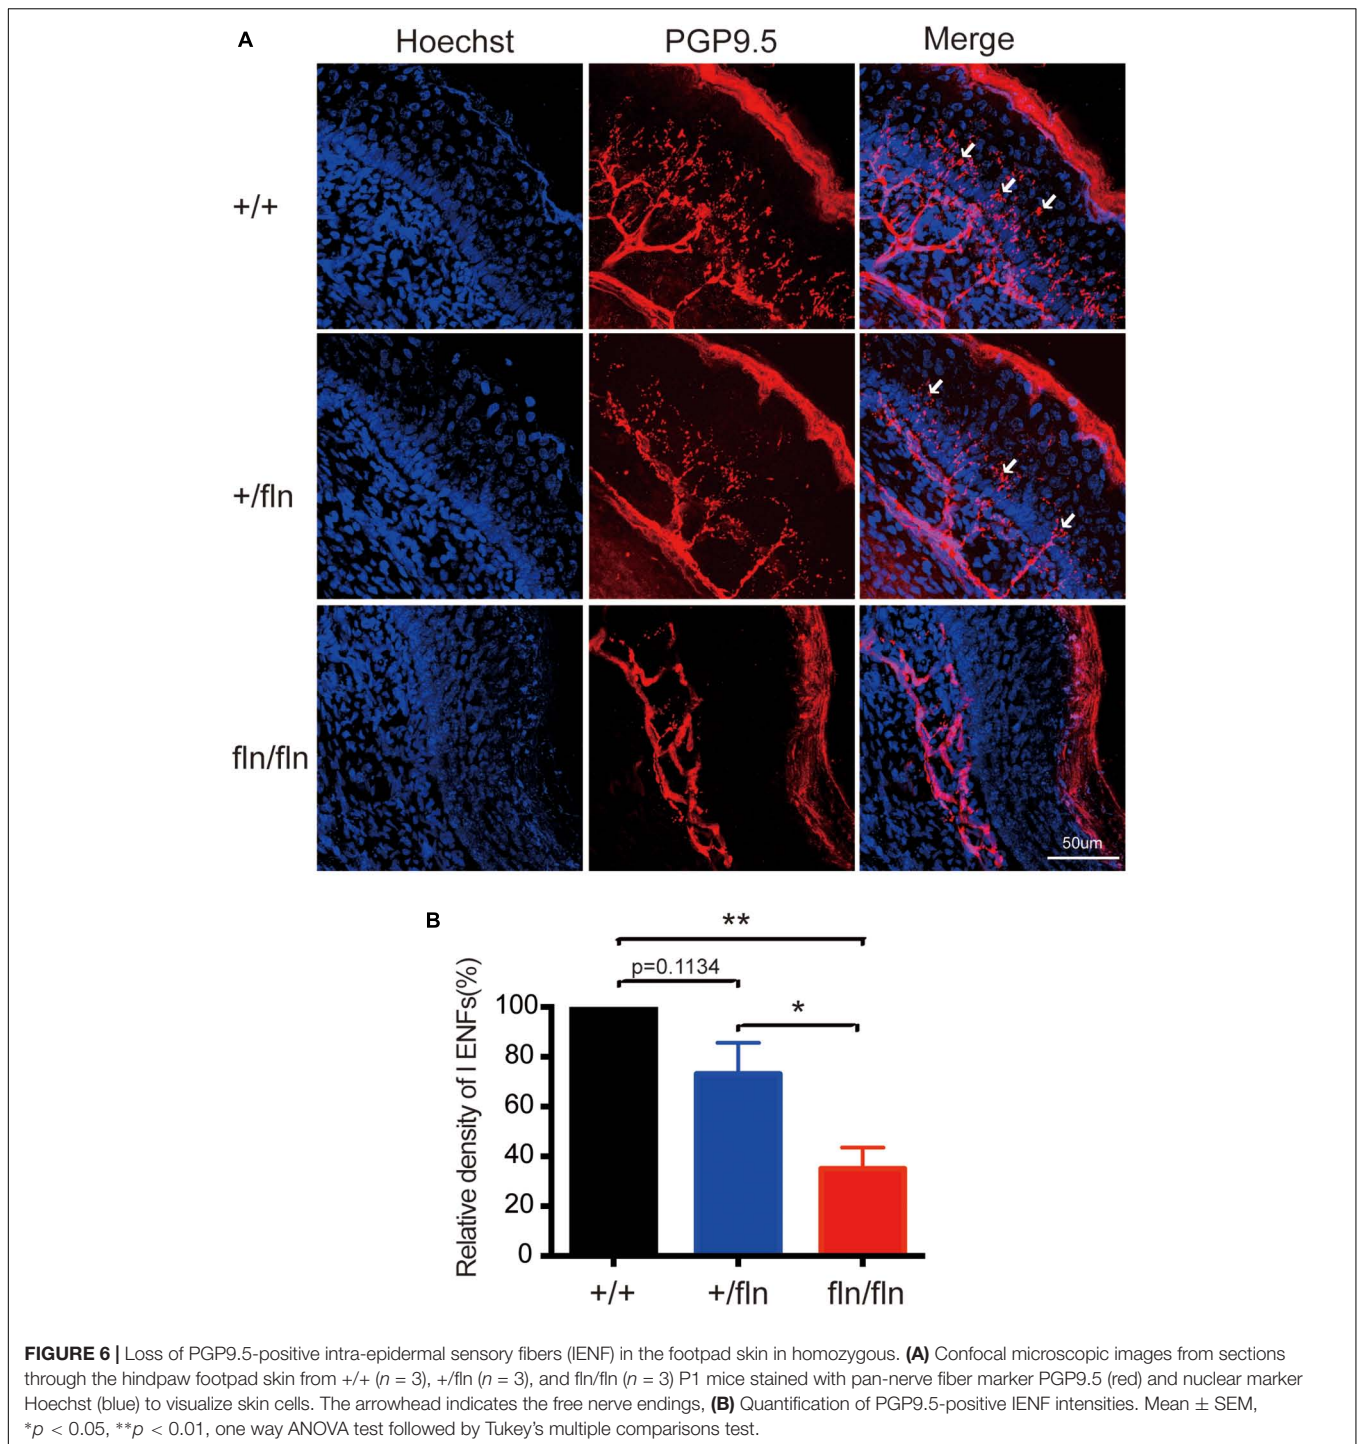 A
Hoechst PGP9.5 Merge
+/+
+/fln
fln/fln
50um
B
**
p=0.1134
*
Relative density of I ENFs(%)
100
80
60
40
20
0
+/+ +/fln fln/fln
FIGURE 6 | Loss of PGP9.5-positive intra-epidermal sensory fibers (IENF) in the footpad skin in homozygous. (A) Confocal microscopic images from sections
through the hindpaw footpad skin from +/+ (n = 3), +/fln (n = 3), and fln/fln (n = 3) P1 mice stained with pan-nerve fiber marker PGP9.5 (red) and nuclear marker
Hoechst (blue) to visualize skin cells. The arrowhead indicates the free nerve endings, (B) Quantification of PGP9.5-positive IENF intensities. Mean ± SEM,
*p < 0.05, **p < 0.01, one way ANOVA test followed by Tukey's multiple comparisons test.